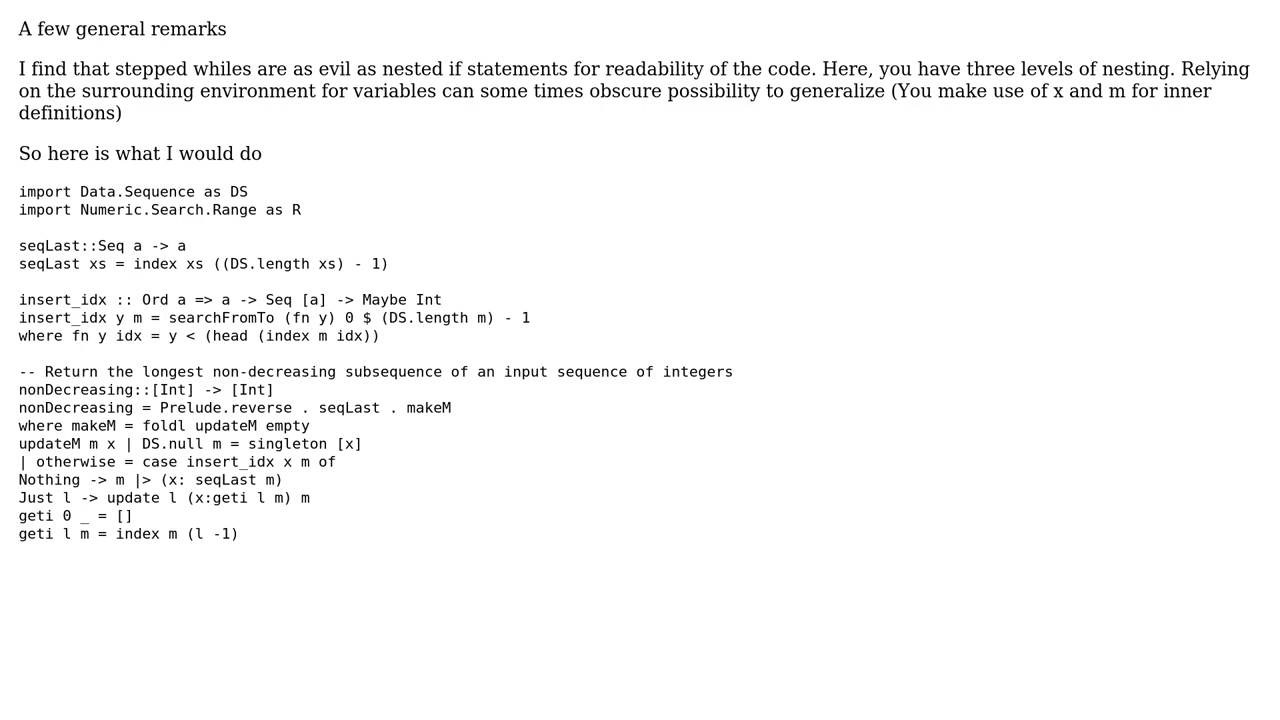 A few general remarks
I find that stepped whiles are as evil as nested if statements for readability of the code. Here, you have three levels of nesting. Relying
on the surrounding environment for variables can some times obscure possibility to generalize (You make use of x and m for inner
definitions)
So here is what I would do
import Data.Sequence as DS
import Numeric.Search.Range as R
seqLast::Seq a -> a
seqLast xs = index xs ((DS.length xs) - 1)
insert_idx :: Ord a => a -> Seq [a] -> Maybe Int
insert_idx y m = searchFromTo (fn y) 0 $ (DS.length m) - 1
where fn y idx = y < (head (index m idx))
-- Return the longest non-decreasing subsequence of an input sequence of integers
nonDecreasing::[Int] -> [Int]
nonDecreasing = Prelude.reverse . seqLast . makeM
where makeM = foldl updateM empty
updateM m x | DS.null m = singleton [x]
| otherwise = case insert_idx x m of
Nothing -> m |> (x: seqLast m)
Just l -> update l (x:geti l m) m
geti 0 _ = []
geti l m = index m (l -1)